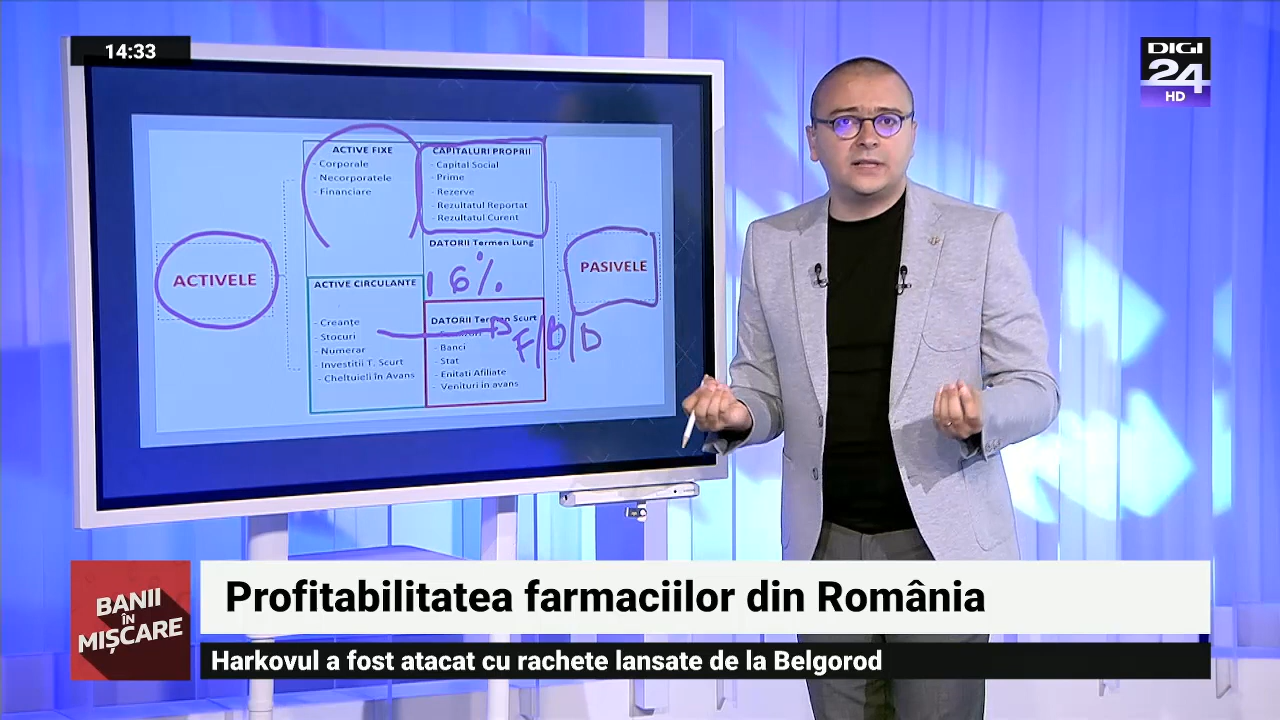 14:33
DIGI
24
HD
ACTIVE FIXE
- Corporale
- Necorporatele
- Financiare
CAPITALURI PROPRII
- Capital Social
- Prime
- Rezerve
- Rezultatul Reportat
- Rezultatul Curent
DATORII Termen Lung
16%
ACTIVELE
PASIVELE
ACTIVE CIRCULANTE
- Creanțe
- Stocuri
- Numerar
- Investitii T. Scurt
- Cheltuieli în Avans
DATORII Termen Scurt
- Banci
- Stat
- Enitati Afiliate
- Venituri in avans
F/B/D
BANII
ÎN
MIȘCARE
Profitabilitatea farmaciilor din România
Harkovul a fost atacat cu rachete lansate de la Belgorod